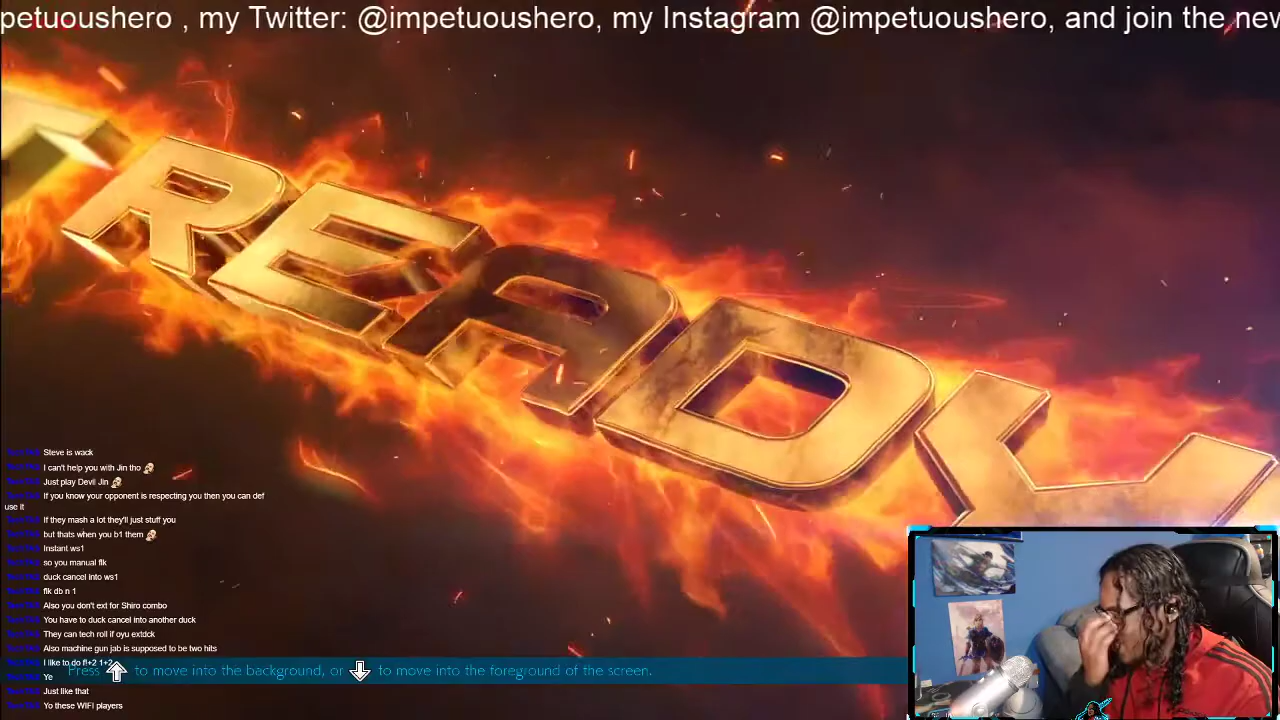 petuoushero , my Twitter: @impetuoushero, my Instagram @impetuoushero, and join the new
READY
Steve is wack
I can't help you with Jin tho
Just play Devil Jin
If you know your opponent is respecting you then you can def
use it
If they mash a lot they'll just stuff you
but thats when you b1 them
Instant ws1
so you manual flk
duck cancel into ws1
flk db n 1
Also you don't ext for Shiro combo
You have to duck cancel into another duck
They can tech roll if oyu extdck
Also machine gun jab is supposed to be two hits
I like to do f!+2 1+2
Press to move into the background, or to move into the foreground of the screen.
Ye
Just like that
Yo these WIFI players